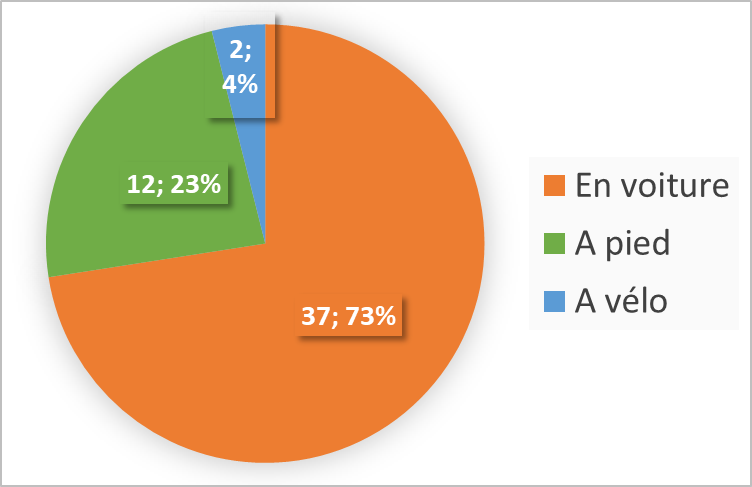 2;
4%
12; 23%
37; 73%
En voiture
A pied
A vélo